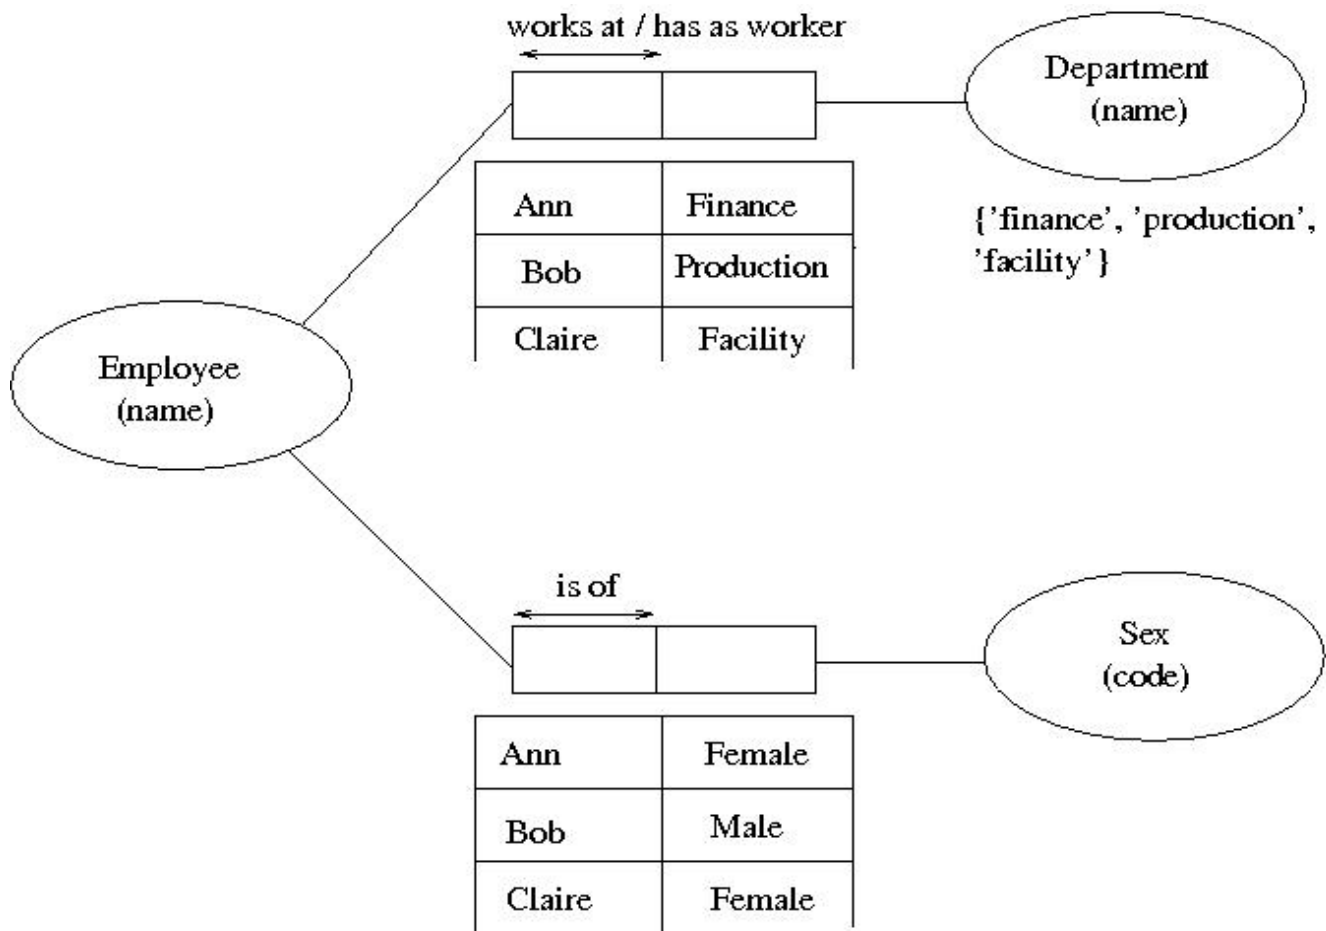 works at / has as worker
Department
(name)
{'finance', 'production',
'facility'}
Ann Finance
Bob Production
Claire Facility
Employee
(name)
is of
Sex
(code)
Ann Female
Bob Male
Claire Female